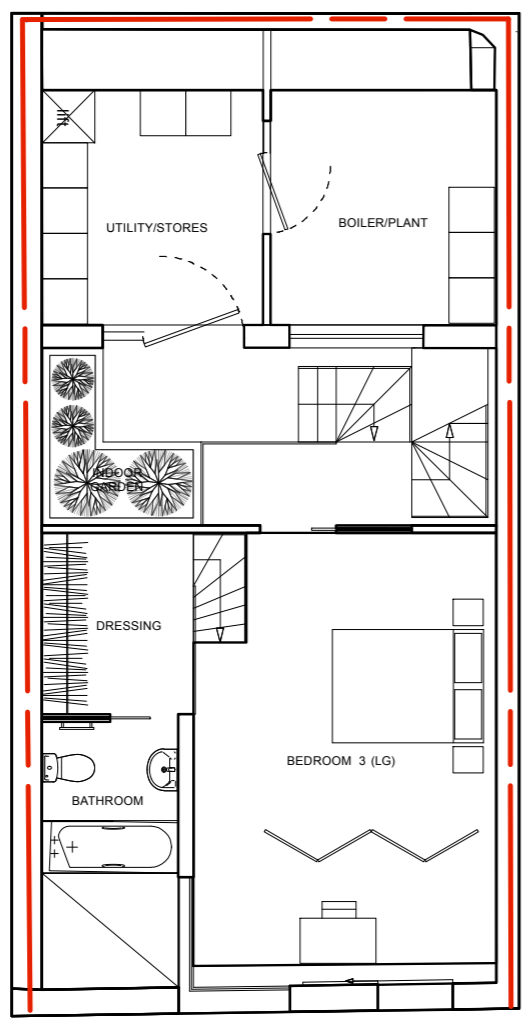 UTILITY/STORES
BOILER/PLANT
INDOOR
GARDEN
DRESSING
BEDROOM 3 (LG)
BATHROOM